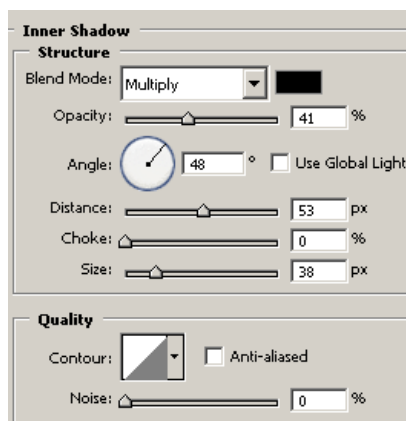 Inner Shadow
Structure
Blend Mode: Multiply
Opacity: 41 %
Angle: 48 ° Use Global Light
Distance: 53 px
Choke: 0 %
Size: 38 px
Quality
Contour: Anti-aliased
Noise: 0 %